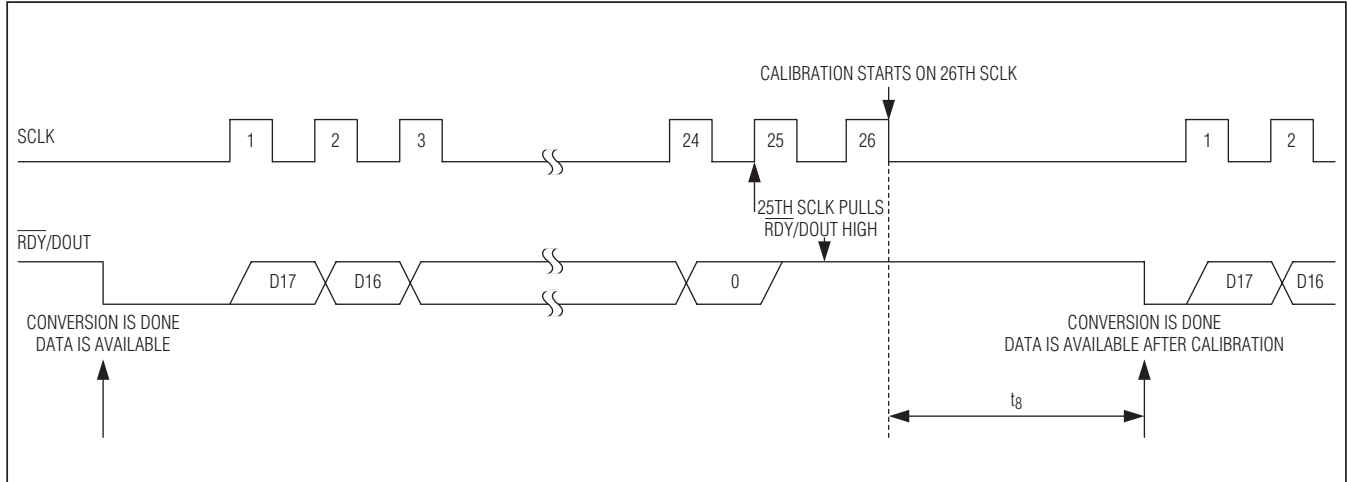 CALIBRATION STARTS ON 26TH SCLK
SCLK
1
2
3
24
25
26
1
2
25TH SCLK PULLS
RDY/DOUT HIGH
RDY/DOUT
D17
D16
0
D17
D16
CONVERSION IS DONE
DATA IS AVAILABLE
CONVERSION IS DONE
DATA IS AVAILABLE AFTER CALIBRATION
t8